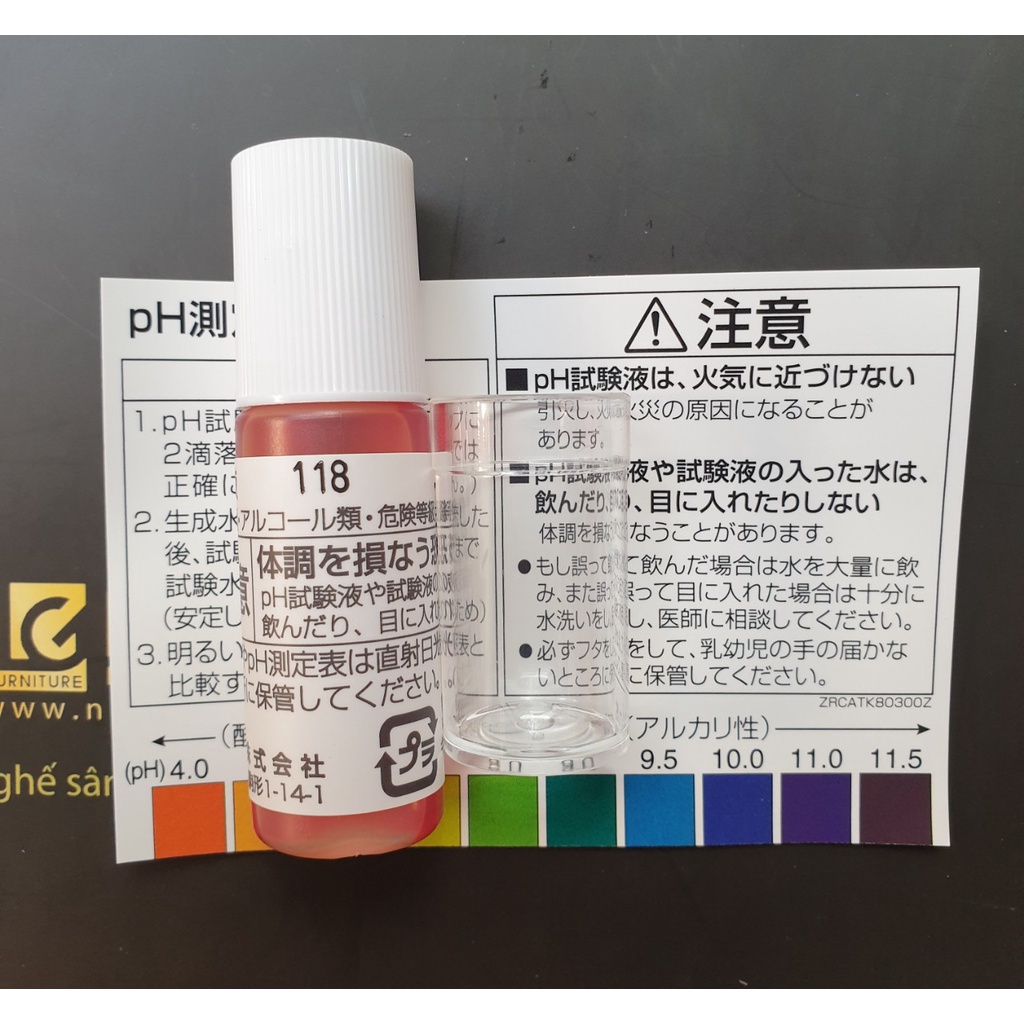 pH測定
⚠注意
■pH試験液は、火気に近づけない
引火し、火災の原因になることが
あります。
■pH試験液や試験液の入った水は、
飲んだり、目に入れたりしない
体調を損なうことがあります。
●もし誤って飲んだ場合は水を大量に飲
み、また誤って目に入れた場合は十分に
水洗いをし、医師に相談してください。
●必ずフタをして、乳幼児の手の届かな
いところに保管してください。
ZRCATK80300Z
1.pH試
2滴落
正確に
2.生成水
後、試験
試験水
(安定し
3.明るい
比較す
118
アルコール類・危険等級
体調を損なう
pH試験液や試験液の
飲んだり、目に入れ
pH測定表は直射日光
に保管してください。
株式会社
1-14-1
プラ
(アルカリ性)
(pH) 4.0
9.5 10.0 11.0 11.5
URNITURE
www.n
ghế sân